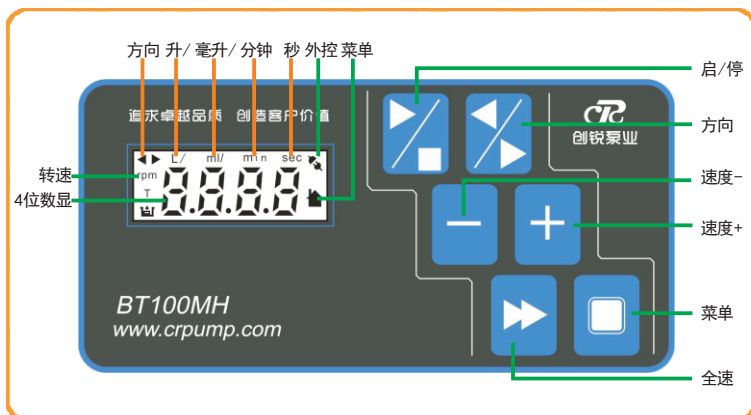 方向 升/ 毫升/ 分钟 秒 外控 菜单
启/停
追求卓越品质 创造客户价值
创锐泵业
方向
L/ ml/ min sec
转速
rpm
8.8.8.8
T
4位数显
速度-
速度+
BT100MH
www.crpump.com
菜单
全速